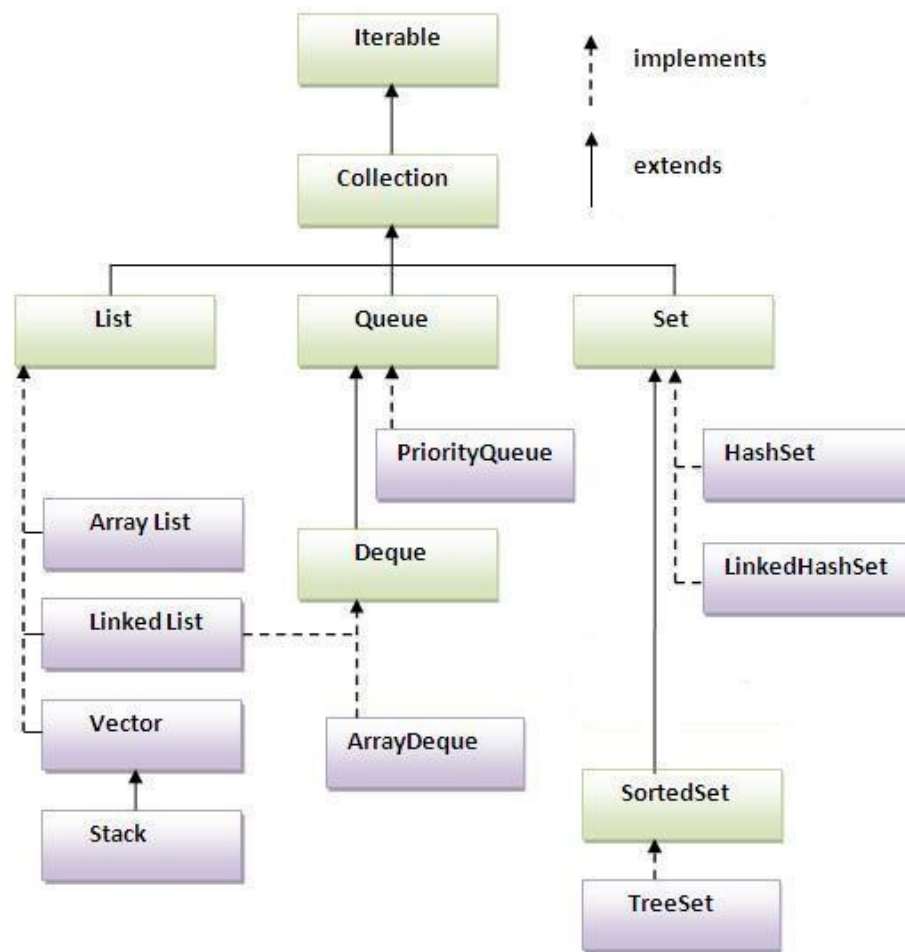 Iterable
implements
extends
Collection
List
Queue
Set
PriorityQueue
HashSet
Array List
Deque
LinkedHashSet
Linked List
Vector
ArrayDeque
SortedSet
Stack
TreeSet